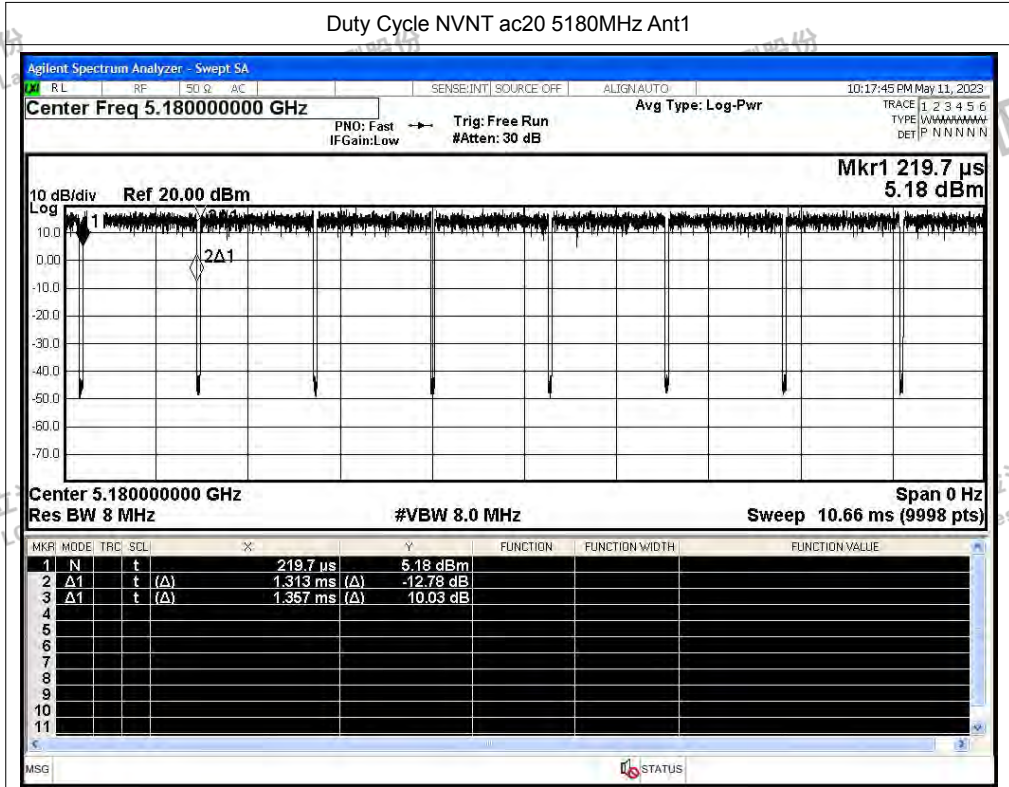 Duty Cycle NVNT ac20 5180MHz Ant1
Agilent Spectrum Analyzer - Swept SA
RL RF 50 Ω AC SENSE:INT SOURCE OFF ALIGNAUTO 10:17:45 PM May 11, 2023
Center Freq 5.180000000 GHz Avg Type: Log-Pwr TRACE 1 2 3 4 5 6
PNO: Fast Trig: Free Run TYPE
IFGain:Low #Atten: 30 dB DET P N N N N N
Mkr1 219.7 µs
10 dB/div Ref 20.00 dBm 5.18 dBm
Log
1
10.0
0.00
2Δ1
-10.0
-20.0
-30.0
-40.0
-50.0
-60.0
-70.0
Center 5.180000000 GHz Span 0 Hz
Res BW 8 MHz #VBW 8.0 MHz Sweep 10.66 ms (9998 pts)
MKR MODE TRC SCL X Y FUNCTION FUNCTION WIDTH FUNCTION VALUE
1 N t 219.7 µs 5.18 dBm
2 Δ1 t (Δ) 1.313 ms (Δ) -12.78 dB
3 Δ1 t (Δ) 1.357 ms (Δ) 10.03 dB
4
5
6
7
8
9
10
11
MSG STATUS